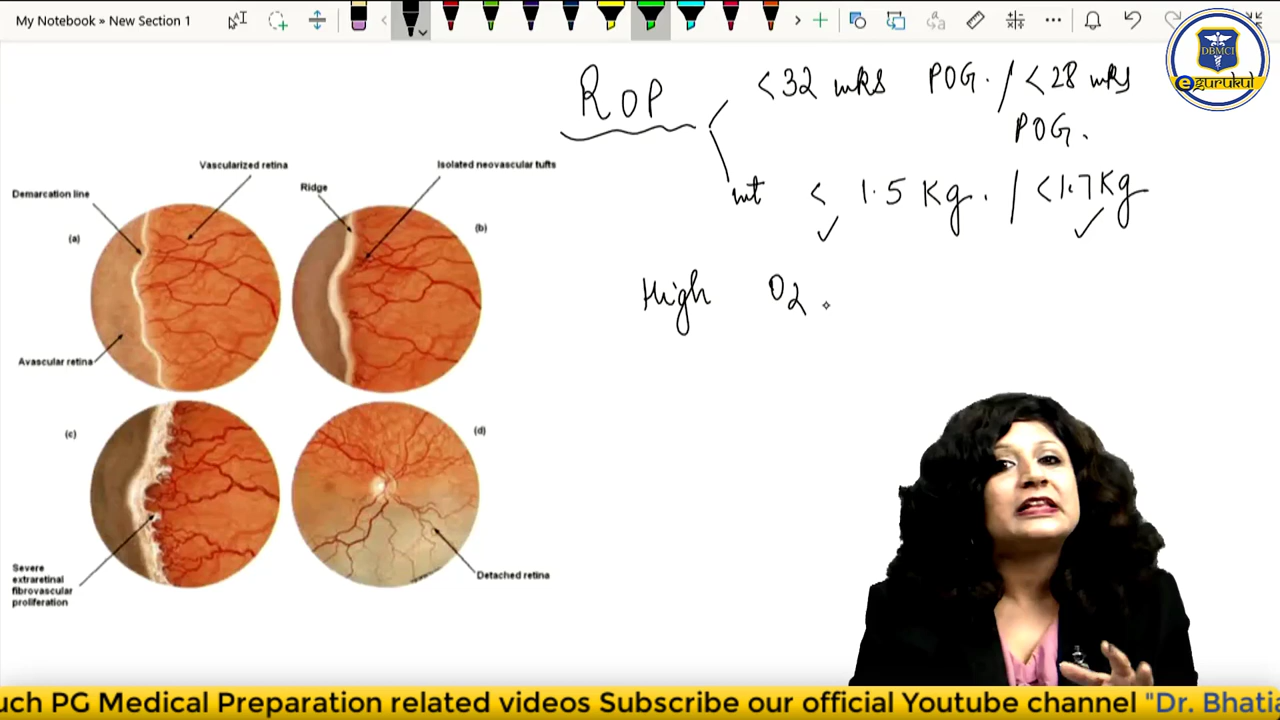 My Notebook » New Section 1
DBMCI
eGurukul
ROP
<32 wks POG. / <28 wks
POG.
wt < 1.5 Kg. / <1.7Kg
High O2
Vascularized retina
Isolated neovascular tufts
Demarcation line
Ridge
(a)
(b)
Avascular retina
(c)
(d)
Severe
extraretinal
fibrovascular
proliferation
Detached retina
uch PG Medical Preparation related videos Subscribe our official Youtube channel "Dr. Bhatia